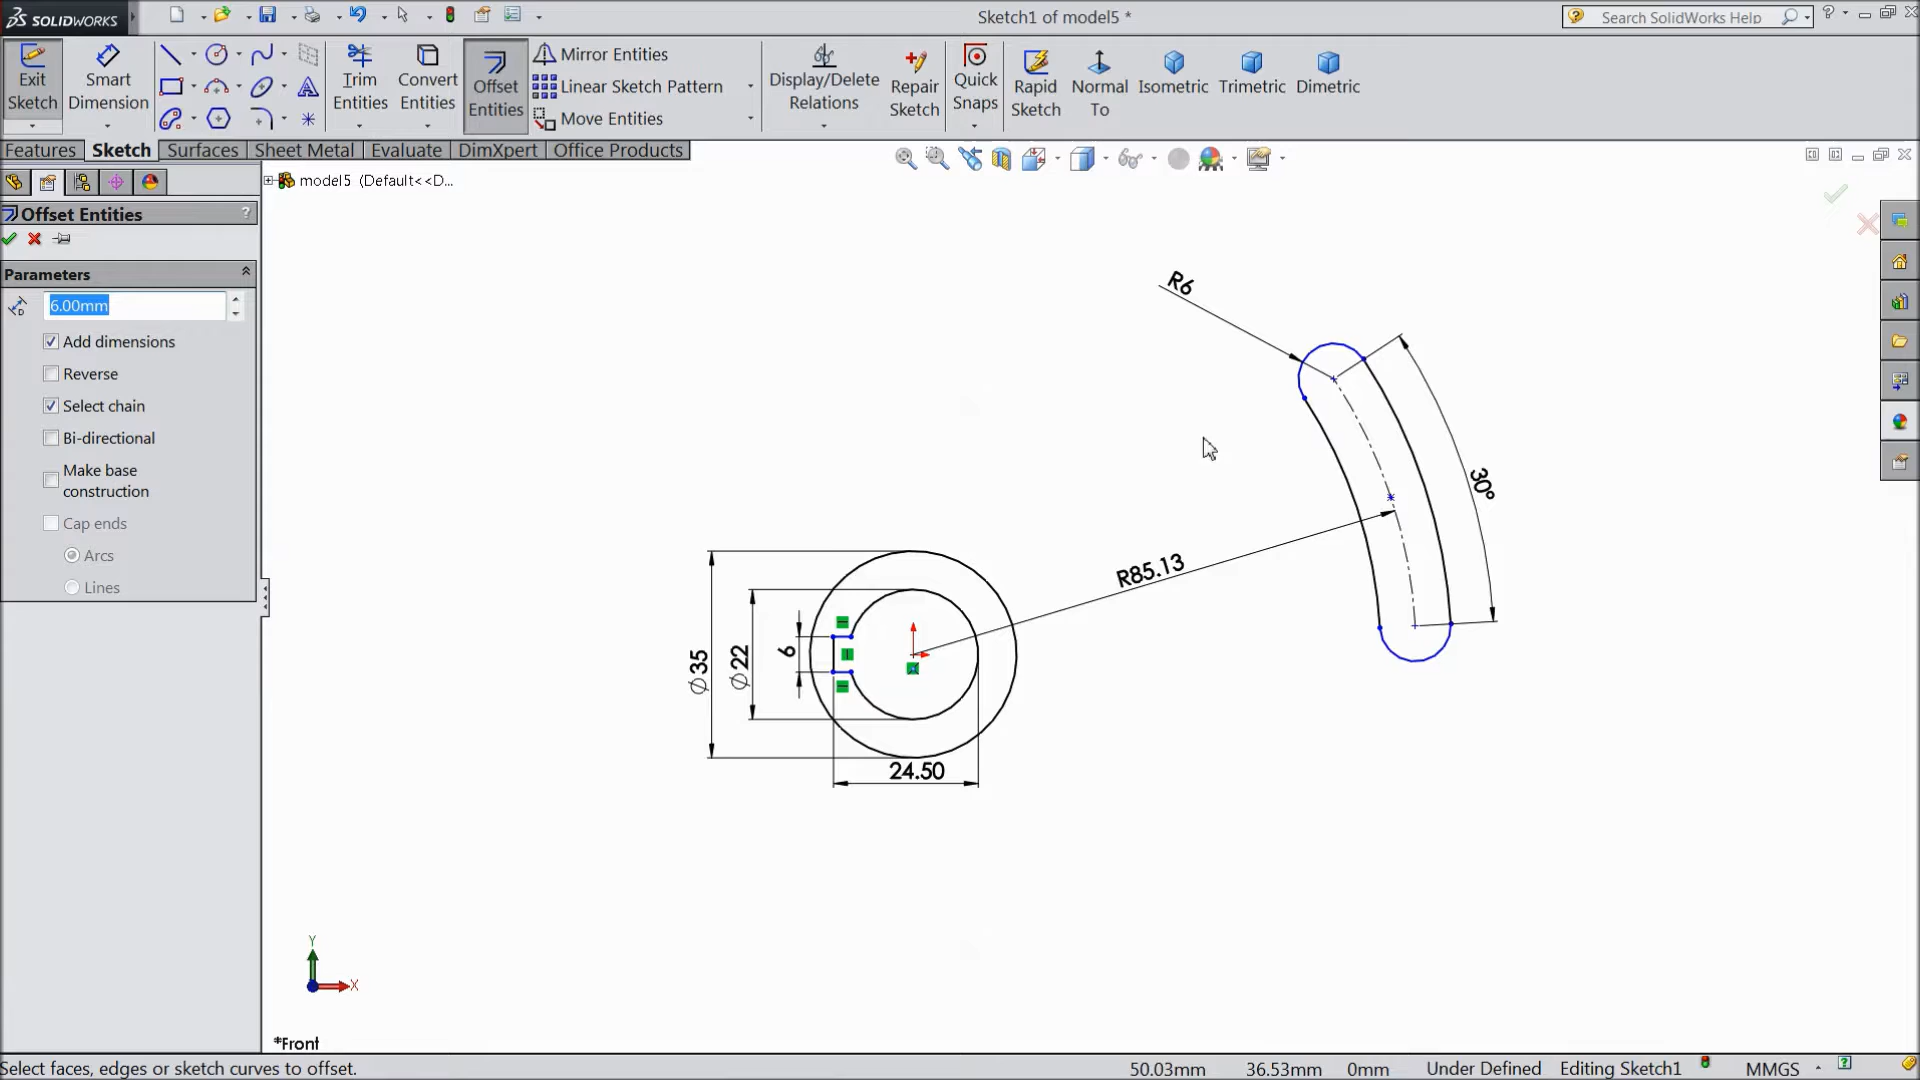 SOLIDWORKS
Sketch1 of model5 *
Search SolidWorks Help
Exit
Sketch
Smart
Dimension
Trim
Entities
Convert
Entities
Offset
Entities
Mirror Entities
Linear Sketch Pattern
Move Entities
Display/Delete
Relations
Repair
Sketch
Quick
Snaps
Rapid
Sketch
Normal
To
Isometric
Trimetric
Dimetric
Features
Sketch
Surfaces
Sheet Metal
Evaluate
DimXpert
Office Products
model5 (Default<<D...
Offset Entities
?
Parameters
6.00mm
Add dimensions
Reverse
Select chain
Bi-directional
Make base
construction
Cap ends
Arcs
Lines
R6
30°
R85.13
∅35
∅22
6
24.50
Y
X
*Front
Select faces, edges or sketch curves to offset.
50.03mm
36.53mm
0mm
Under Defined
Editing Sketch1
MMGS